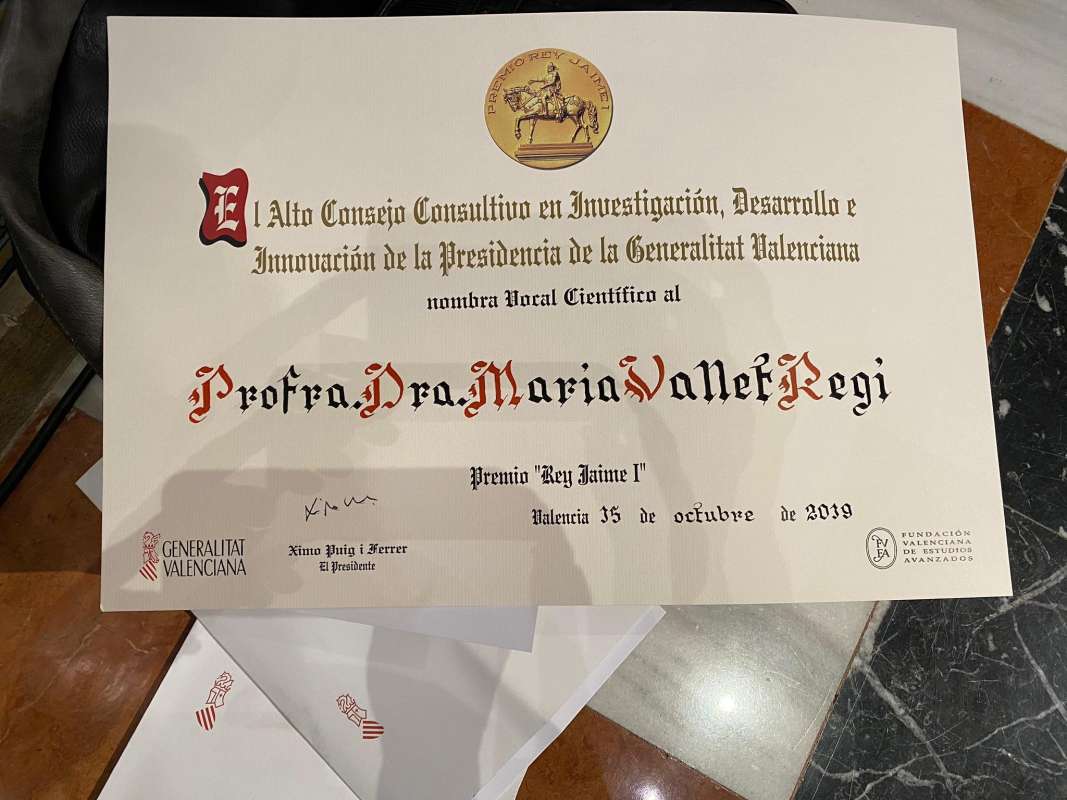 PREMIO REY JAIME I
El Alto Consejo Consultivo en Investigación, Desarrollo e
Innovación de la Presidencia de la Generalitat Valenciana
nombra Vocal Científico al
Profra. Dra. Maria Vallet Regi
Premio "Rey Jaime I"
Valencia 15 de octubre de 2019
GENERALITAT
VALENCIANA
Ximo Puig i Ferrer
El Presidente
FVEA
FUNDACIÓN
VALENCIANA
DE ESTUDIOS
AVANZADOS